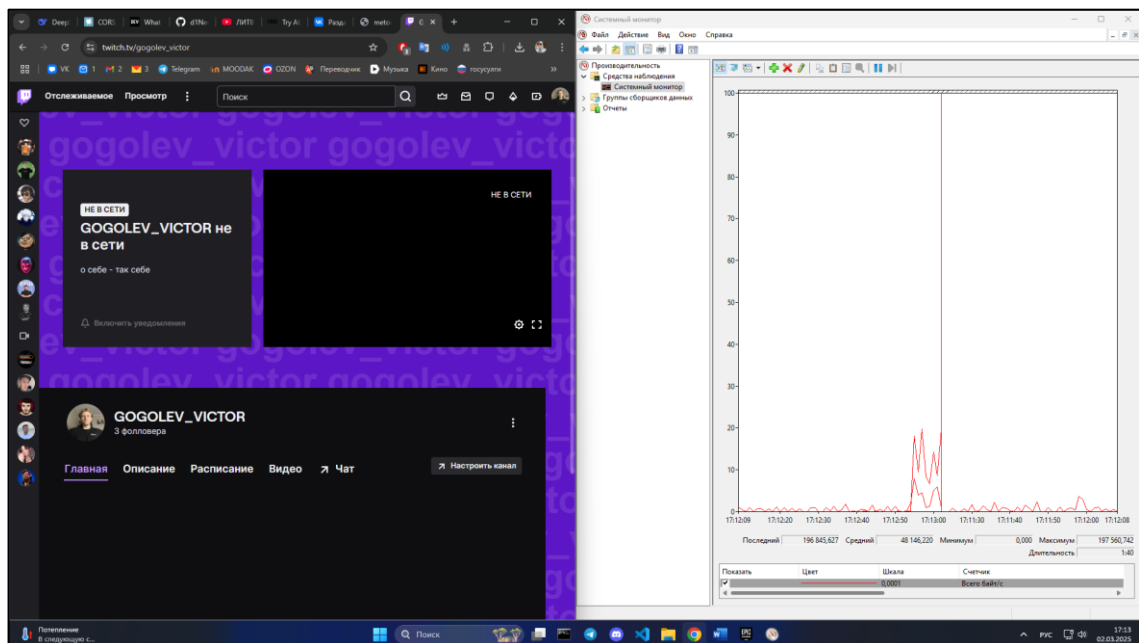 Deep
CORS
What
d1Ne
ЛИТВ
Try A
Разд
meto
G
twitch.tv/gogolev_victor
VK
1
2
3
Telegram
MOODAK
OZON
Переводчик
Музыка
Кино
госуслуги
Отслеживаемое
Просмотр
Поиск
gogolev_victor gogolev_victo
НЕ В СЕТИ
НЕ В СЕТИ
GOGOLEV_VICTOR не
в сети
о себе - так себе
Включить уведомления
gogolev_victor gogolev
GOGOLEV_VICTOR
3 фолловера
Главная
Описание
Расписание
Видео
Чат
Настроить канал
Системный монитор
Файл
Действие
Вид
Окно
Справка
Производительность
Средства наблюдения
Системный монитор
Группы сборщиков данных
Отчеты
100
90
80
70
60
50
40
30
20
10
0
17:12:09
17:12:20
17:12:30
17:12:40
17:12:50
17:13:00
17:11:30
17:11:40
17:11:50
17:12:00
17:12:08
Последний
196 845,627
Средний
48 146,220
Минимум
0,000
Максимум
197 560,742
Длительность
1:40
Показать
Цвет
Шкала
Счетчик
0,0001
Всего байт/с
Потепление
В следующую с...
Поиск
РУС
17:13
02.03.2025